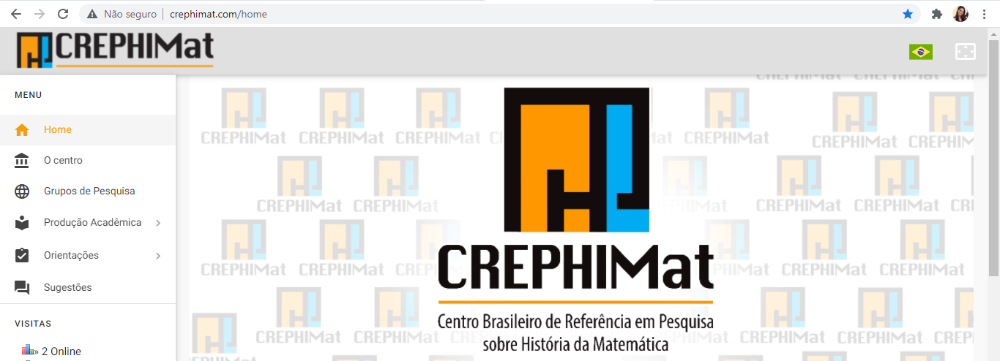 Não seguro
crephimat.com/home
CREPHIMat
MENU
Home
O centro
Grupos de Pesquisa
Produção Acadêmica
Orientações
Sugestões
VISITAS
» 2 Online
CREPHIMat
Centro Brasileiro de Referência em Pesquisa
sobre História da Matemática